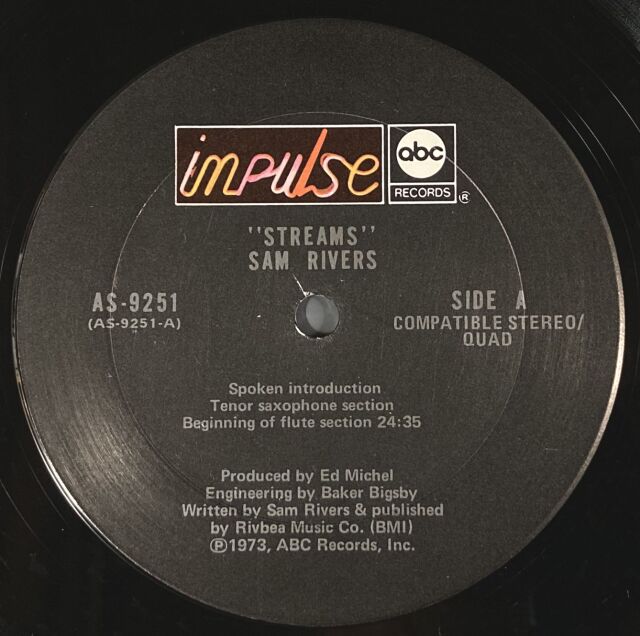 impulse
abc
RECORDS
®
"STREAMS"
SAM RIVERS
AS-9251
(AS-9251-A)
SIDE A
COMPATIBLE STEREO/
QUAD
Spoken introduction
Tenor saxophone section
Beginning of flute section 24:35
Produced by Ed Michel
Engineering by Baker Bigsby
Written by Sam Rivers & published
by Rivbea Music Co. (BMI)
℗1973, ABC Records, Inc.